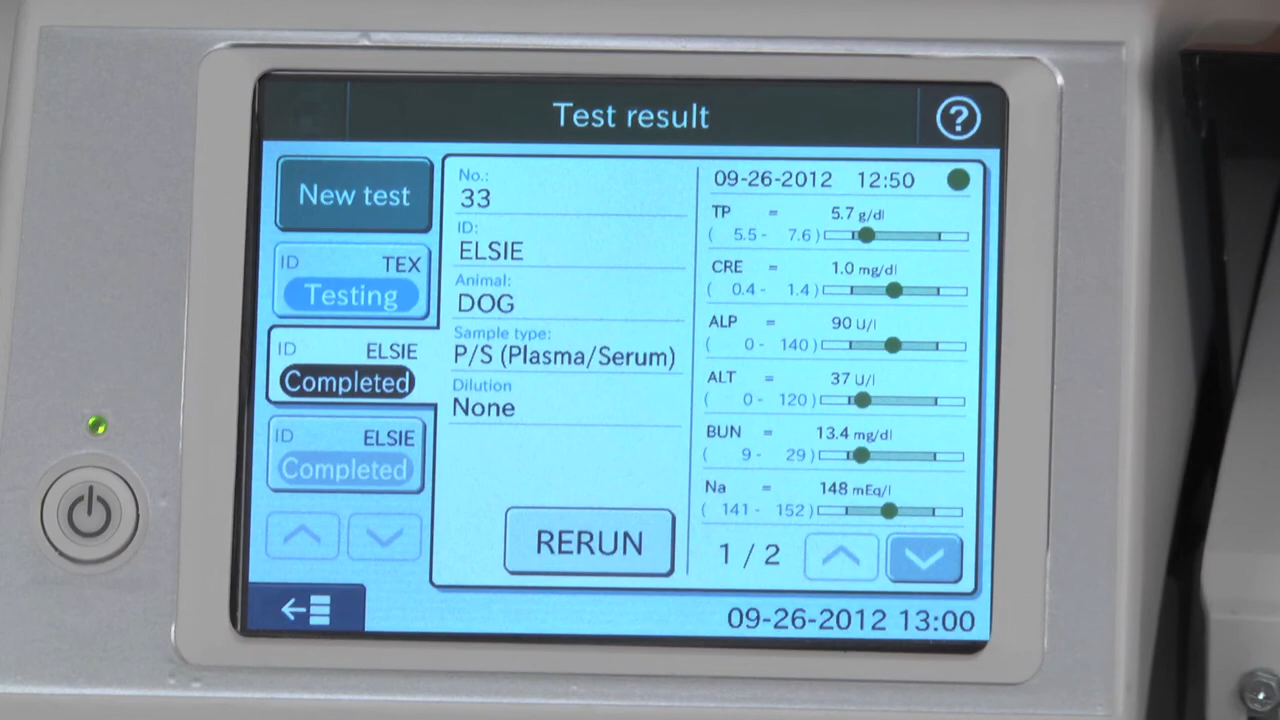 Test result
?
New test
ID TEX
Testing
ID ELSIE
Completed
ID ELSIE
Completed
No.:
33
ID:
ELSIE
Animal:
DOG
Sample type:
P/S (Plasma/Serum)
Dilution
None
RERUN
09-26-2012 12:50
TP = 5.7 g/dl
( 5.5 - 7.6 )
CRE = 1.0 mg/dl
( 0.4 - 1.4 )
ALP = 90 U/l
( 0 - 140 )
ALT = 37 U/l
( 0 - 120 )
BUN = 13.4 mg/dl
( 9 - 29 )
Na = 148 mEq/l
( 141 - 152 )
1 / 2
09-26-2012 13:00